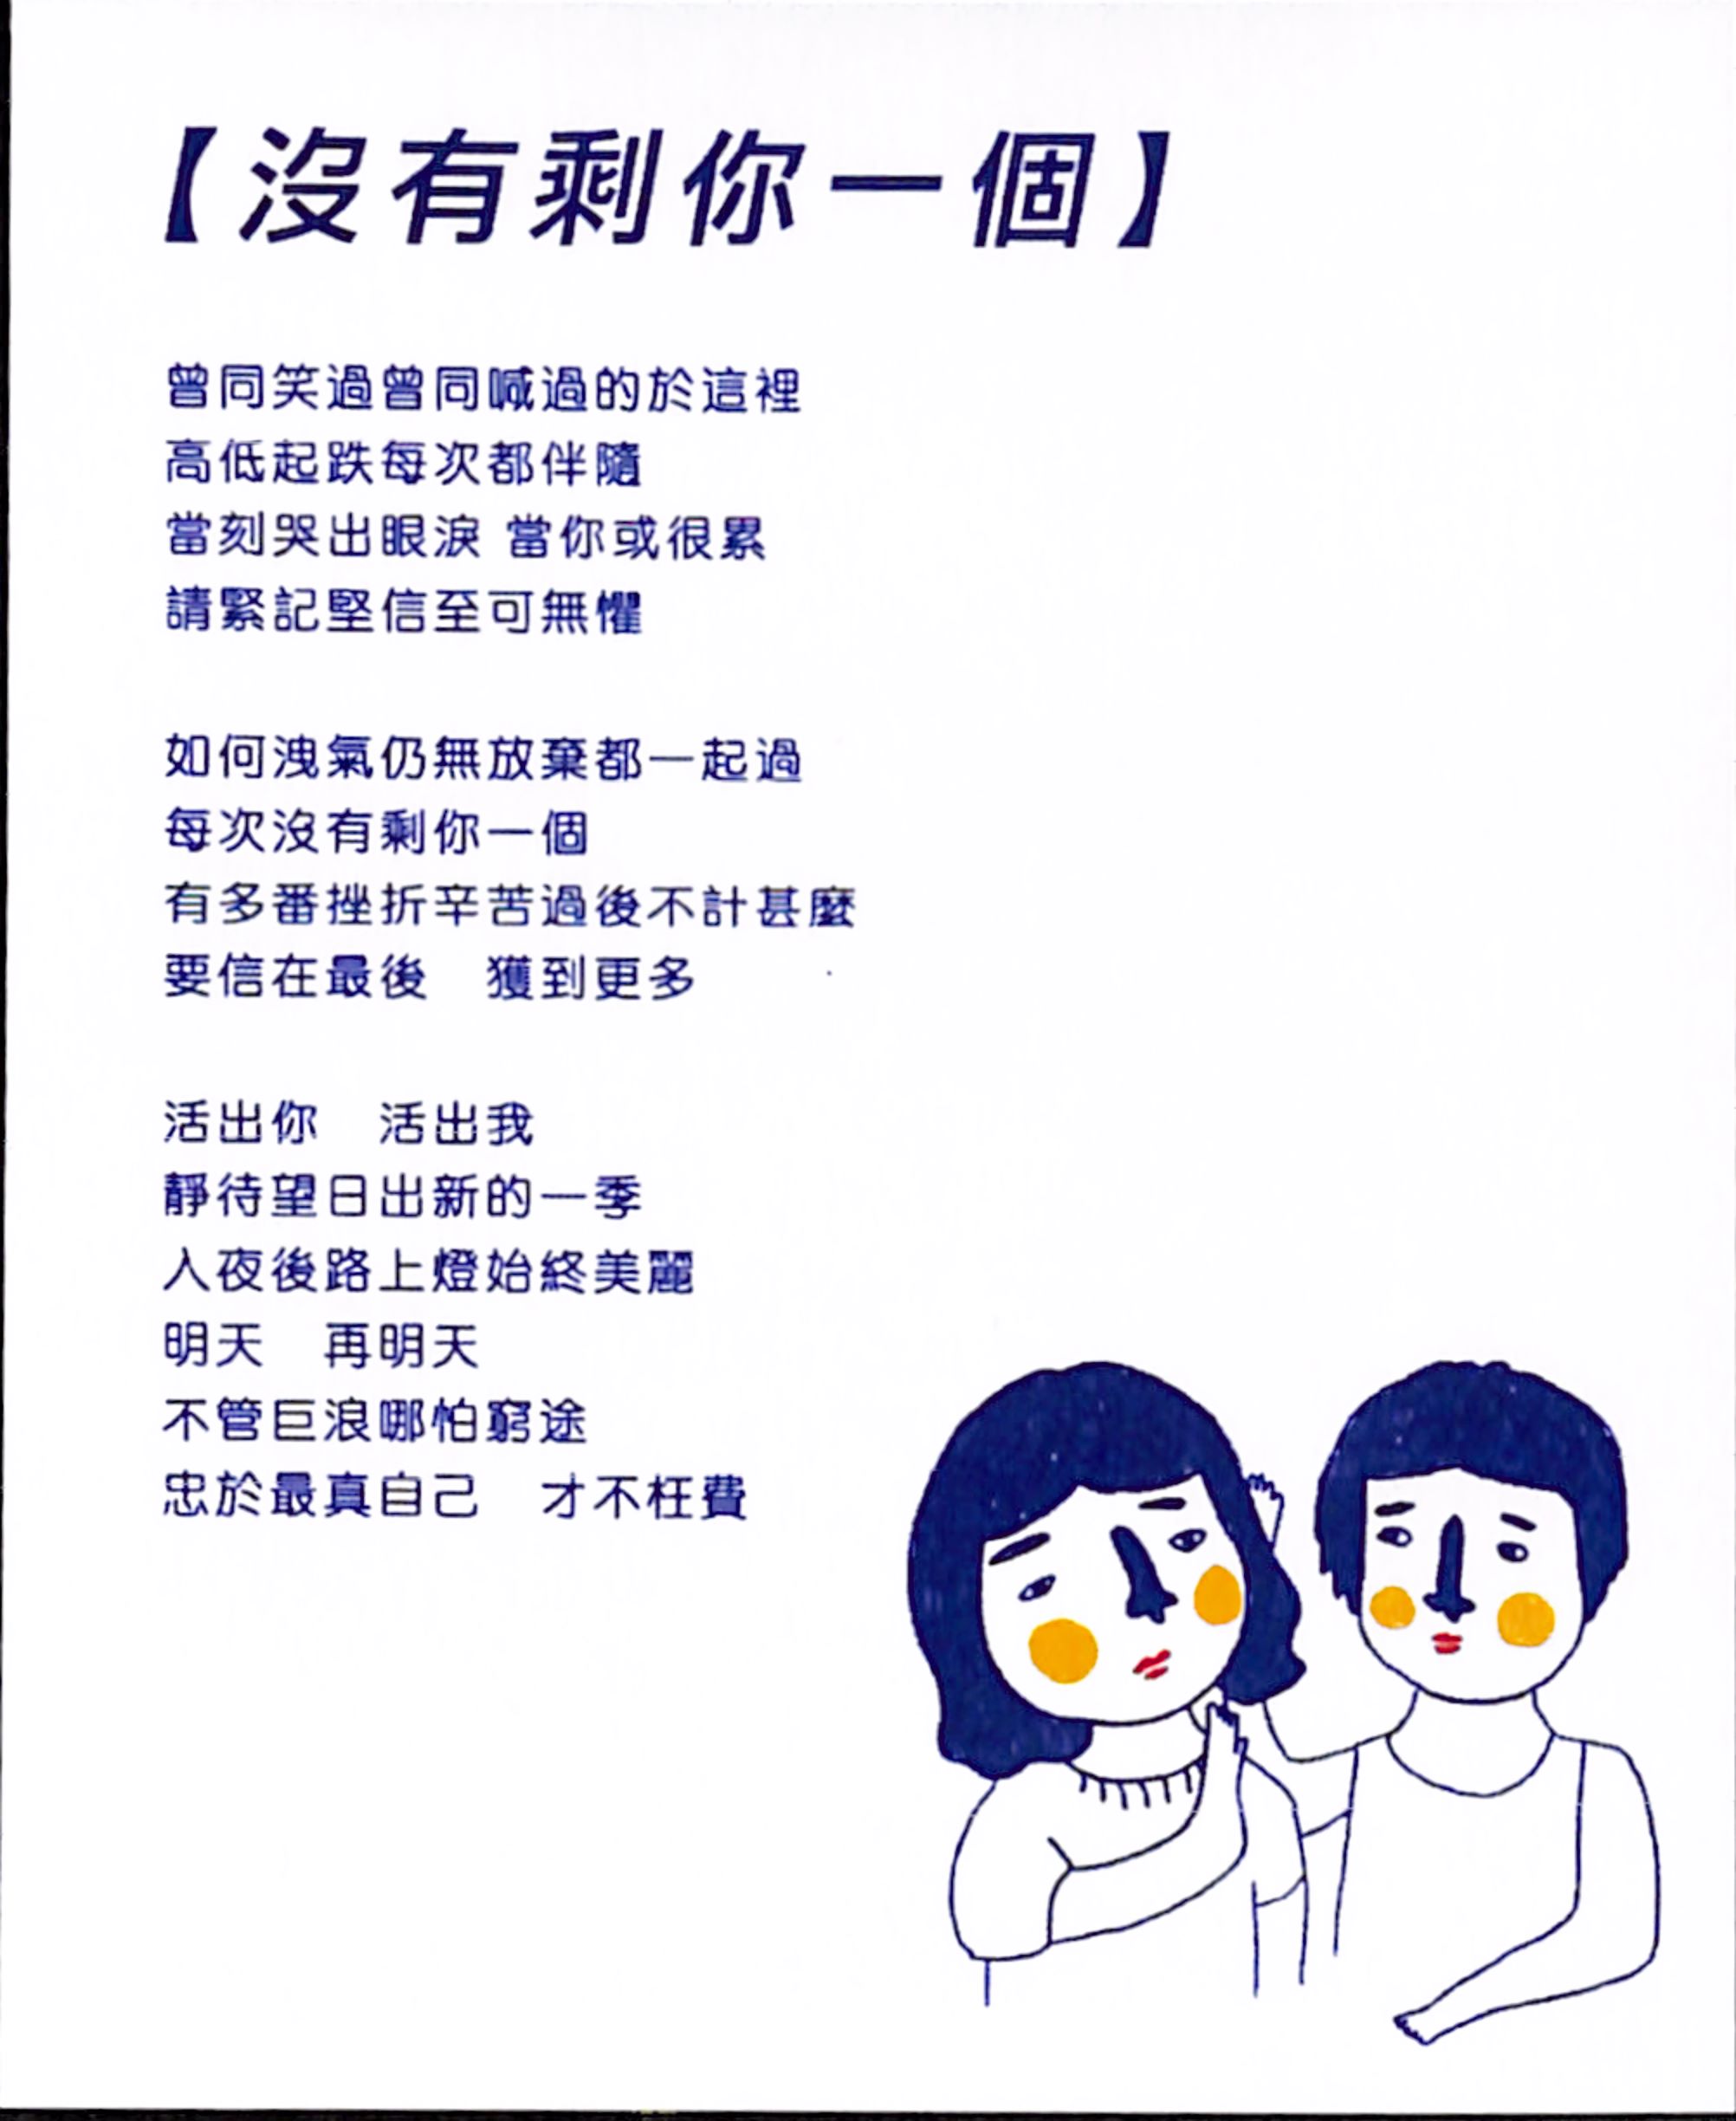 【沒有剩你一個】
曾同笑過曾同喊過的於這裡
高低起跌每次都伴隨
當刻哭出眼淚 當你或很累
請緊記堅信至可無懼
如何洩氣仍無放棄都一起過
每次沒有剩你一個
有多番挫折辛苦過後不計甚麼
要信在最後　獲到更多
活出你　活出我
靜待望日出新的一季
入夜後路上燈始終美麗
明天　再明天
不管巨浪哪怕窮途
忠於最真自己　才不枉費